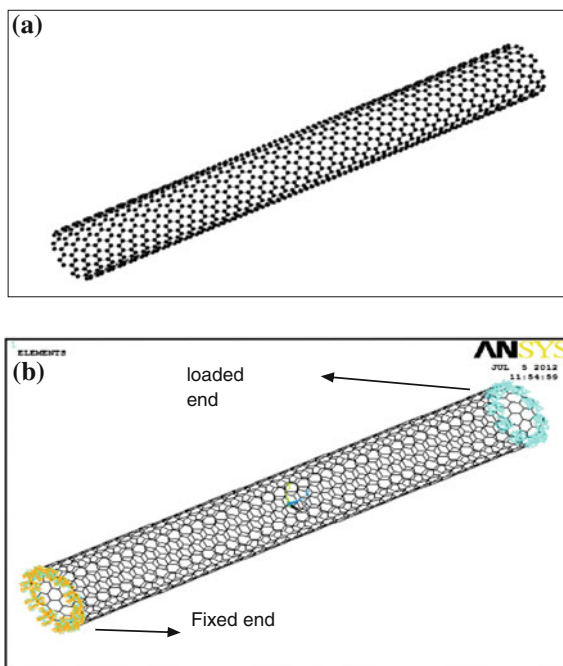 (a)
ELEMENTS
ANSYS
JUL 5 2012
11:54:59
(b)
loaded
end
Fixed end